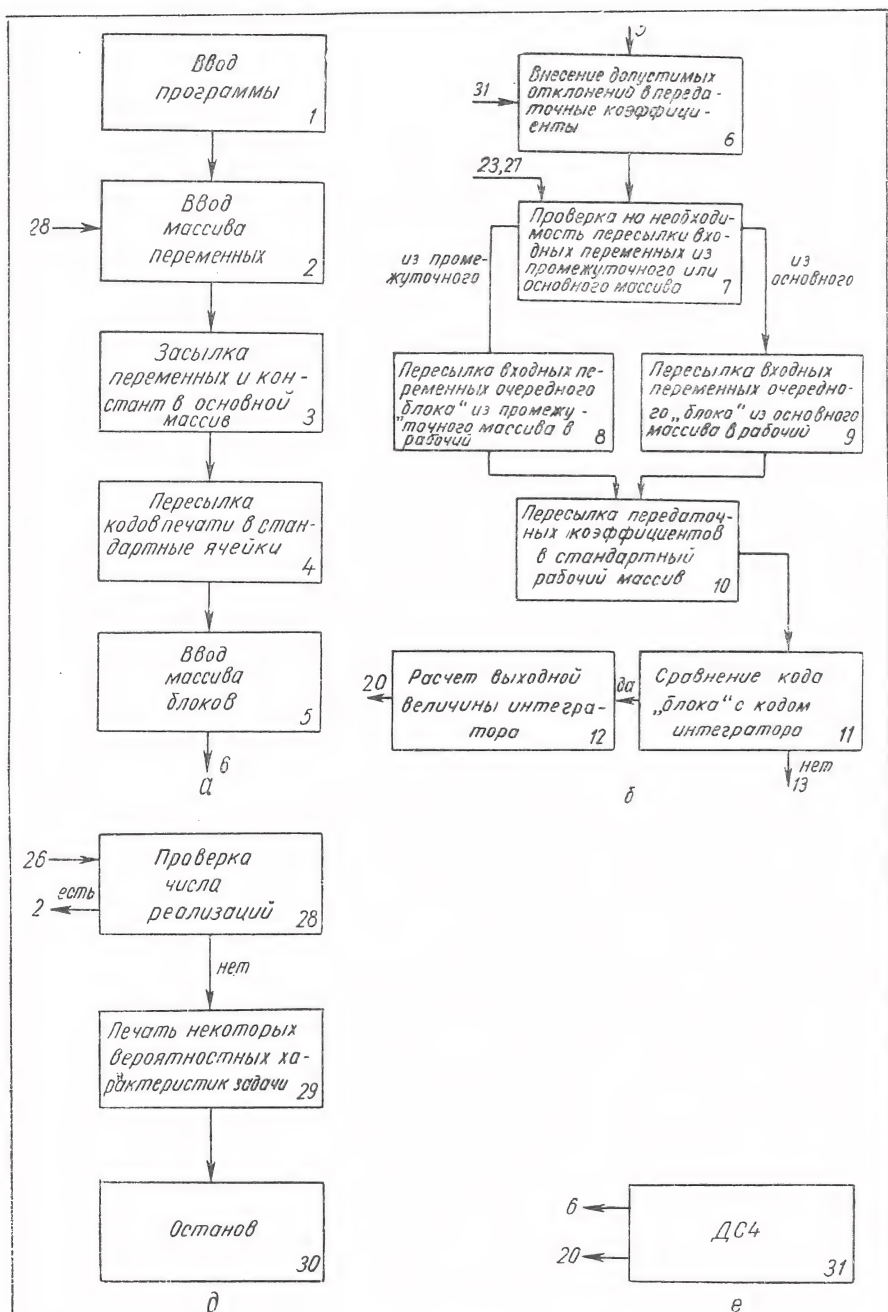 Ввод
программы
1
28
Ввод
массива
переменных
2
Засылка
переменных и кон-
стант в основной
массив
3
Пересылка
кодов печати в стан-
дартные ячейки
4
Ввод
массива
блоков
5
6
а
5
31
Внесение допустимых
отклонений в переда-
точные коэффици-
енты
6
23,27
Проверка на необходи-
мость пересылки вхо-
дных переменных из
промежуточного или
основного массива
7
из проме-
жуточного
из
основного
Пересылка входных пе-
ременных очередного
"блока" из промежу-
точного массива в
рабочий
8
Пересылка входных
переменных очередно-
го „блока" из основного
массива в рабочий
9
Пересылка передаточ-
ных коэффициентов
в стандартный
рабочий массив
10
20
Расчет выходной
величины интегра-
тора
12
да
Сравнение кода
„блока" с кодом
интегратора
11
нет
13
б
26
есть
2
Проверка
числа
реализаций
28
нет
Печать некоторых
вероятностных ха-
рактеристик задачи
29
Останов
30
д
6
20
ДС4
31
е